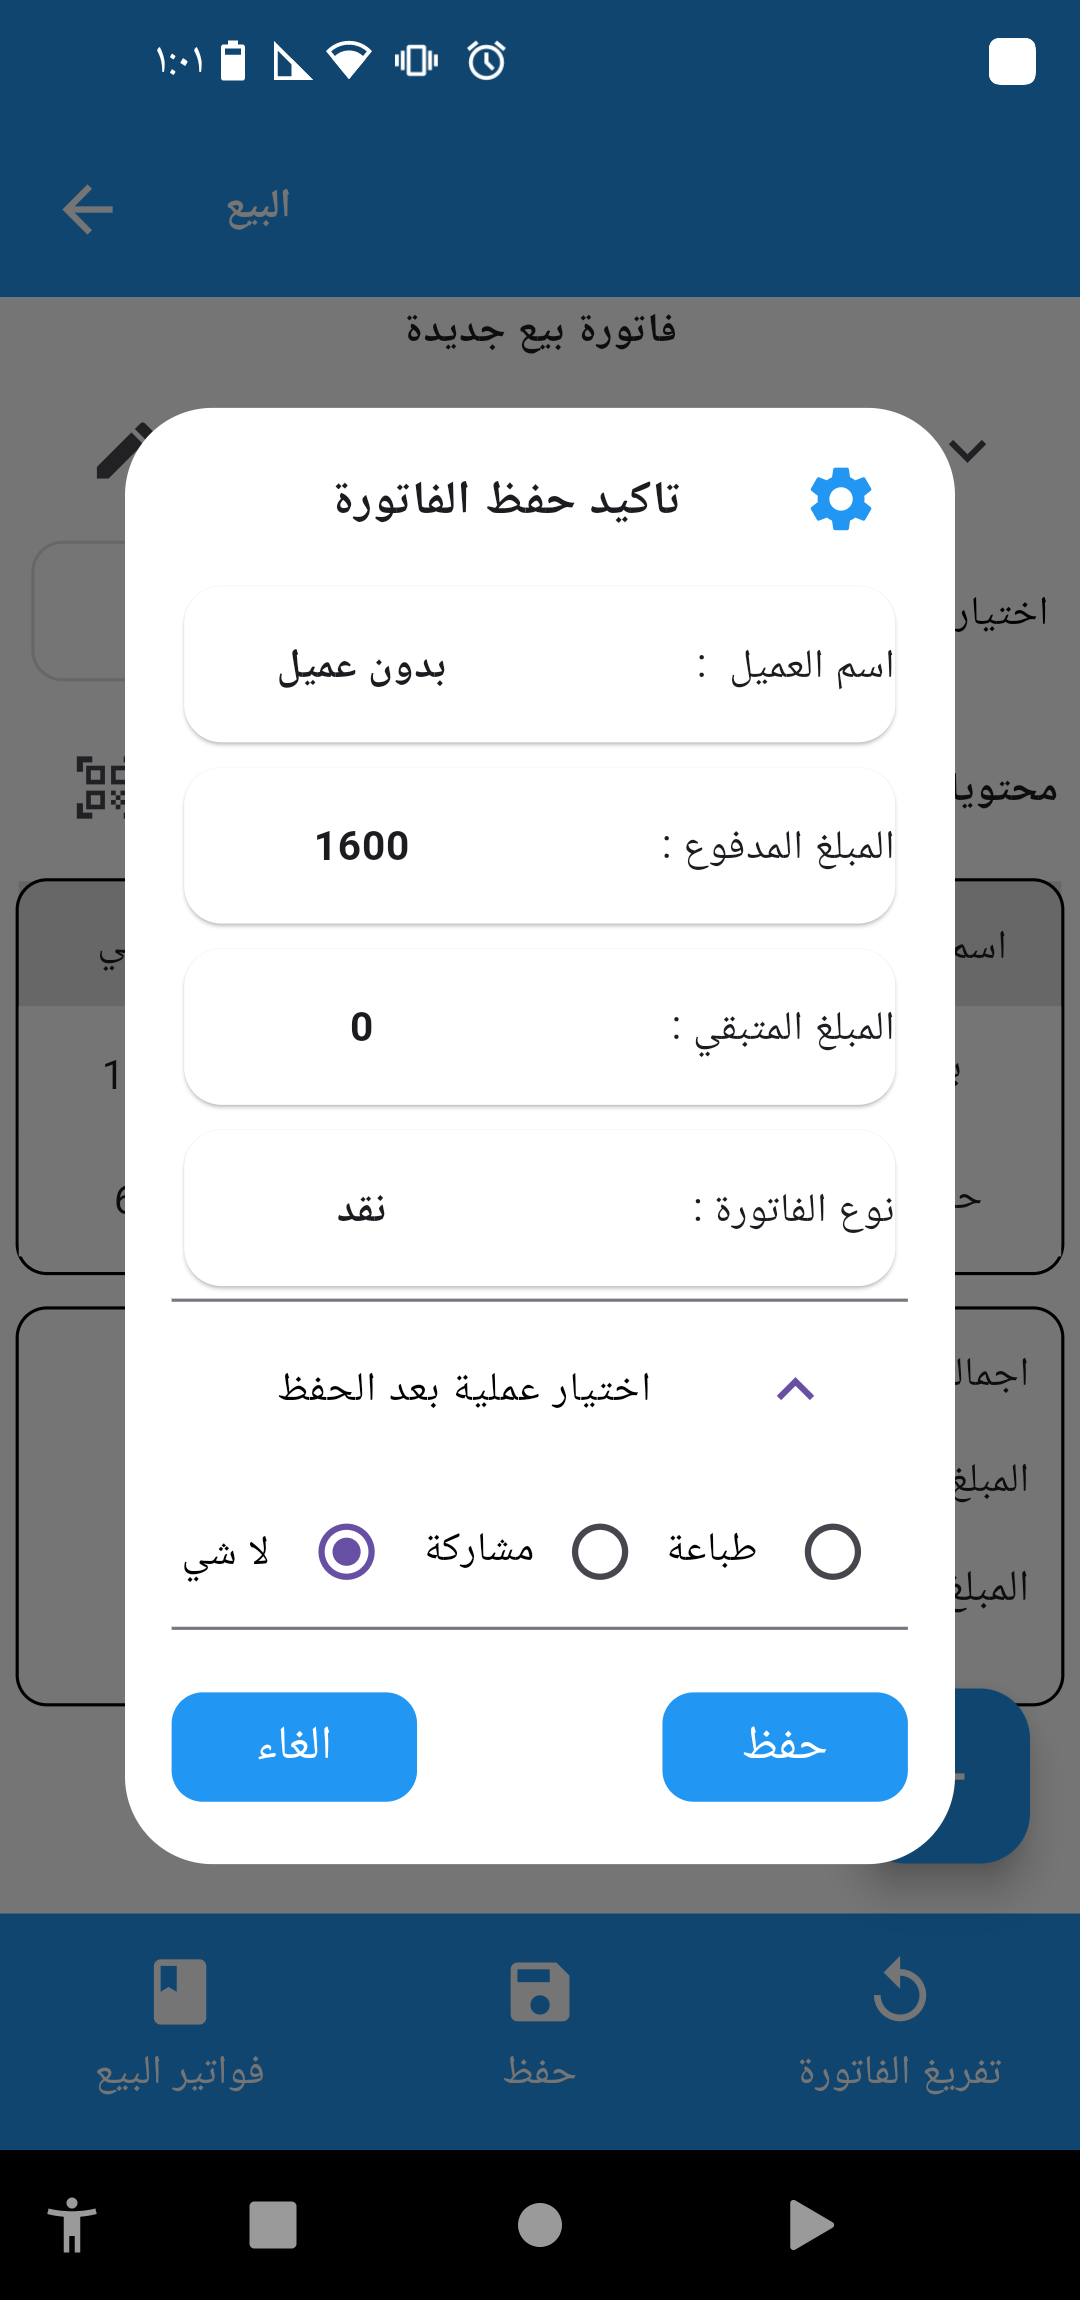 ١:٠١
البيع
فاتورة بيع جديدة
تاكيد حفظ الفاتورة
اختيار
اسم العميل : بدون عميل
محتويا
المبلغ المدفوع : 1600
اسم
المبلغ المتبقي : 0
نوع الفاتورة : نقد
اختيار عملية بعد الحفظ
المبلغ
طباعة مشاركة لا شي
المبلغ
حفظ الغاء
تفريغ الفاتورة حفظ فواتير البيع